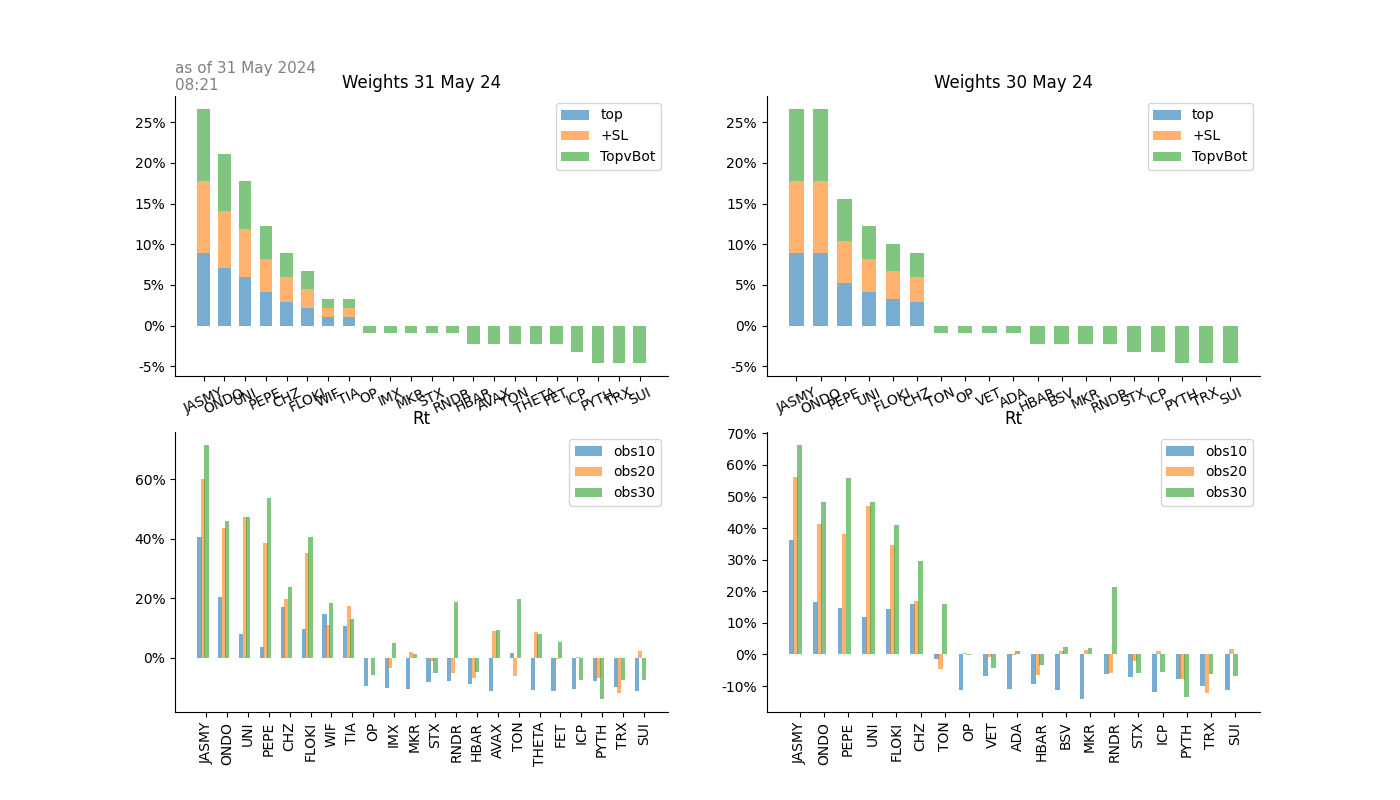 as of 31 May 2024
08:21
Weights 31 May 24
25%
20%
15%
10%
5%
0%
-5%
top
+SL
TopvBot
JASMY ONDO UNI PEPE CHZ FLOKI WIF TIA OP IMX MKR STX RNDR HBAR AVAX TON THETA FET ICP PYTH TRX SUI
Weights 30 May 24
25%
20%
15%
10%
5%
0%
-5%
top
+SL
TopvBot
JASMY ONDO PEPE UNI FLOKI CHZ TON OP VET ADA HBAR BSV MKR RNDR STX ICP PYTH TRX SUI
Rt
60%
40%
20%
0%
obs10
obs20
obs30
JASMY ONDO UNI PEPE CHZ FLOKI WIF TIA OP IMX MKR STX RNDR HBAR AVAX TON THETA FET ICP PYTH TRX SUI
Rt
70%
60%
50%
40%
30%
20%
10%
0%
-10%
obs10
obs20
obs30
JASMY ONDO PEPE UNI FLOKI CHZ TON OP VET ADA HBAR BSV MKR RNDR STX ICP PYTH TRX SUI